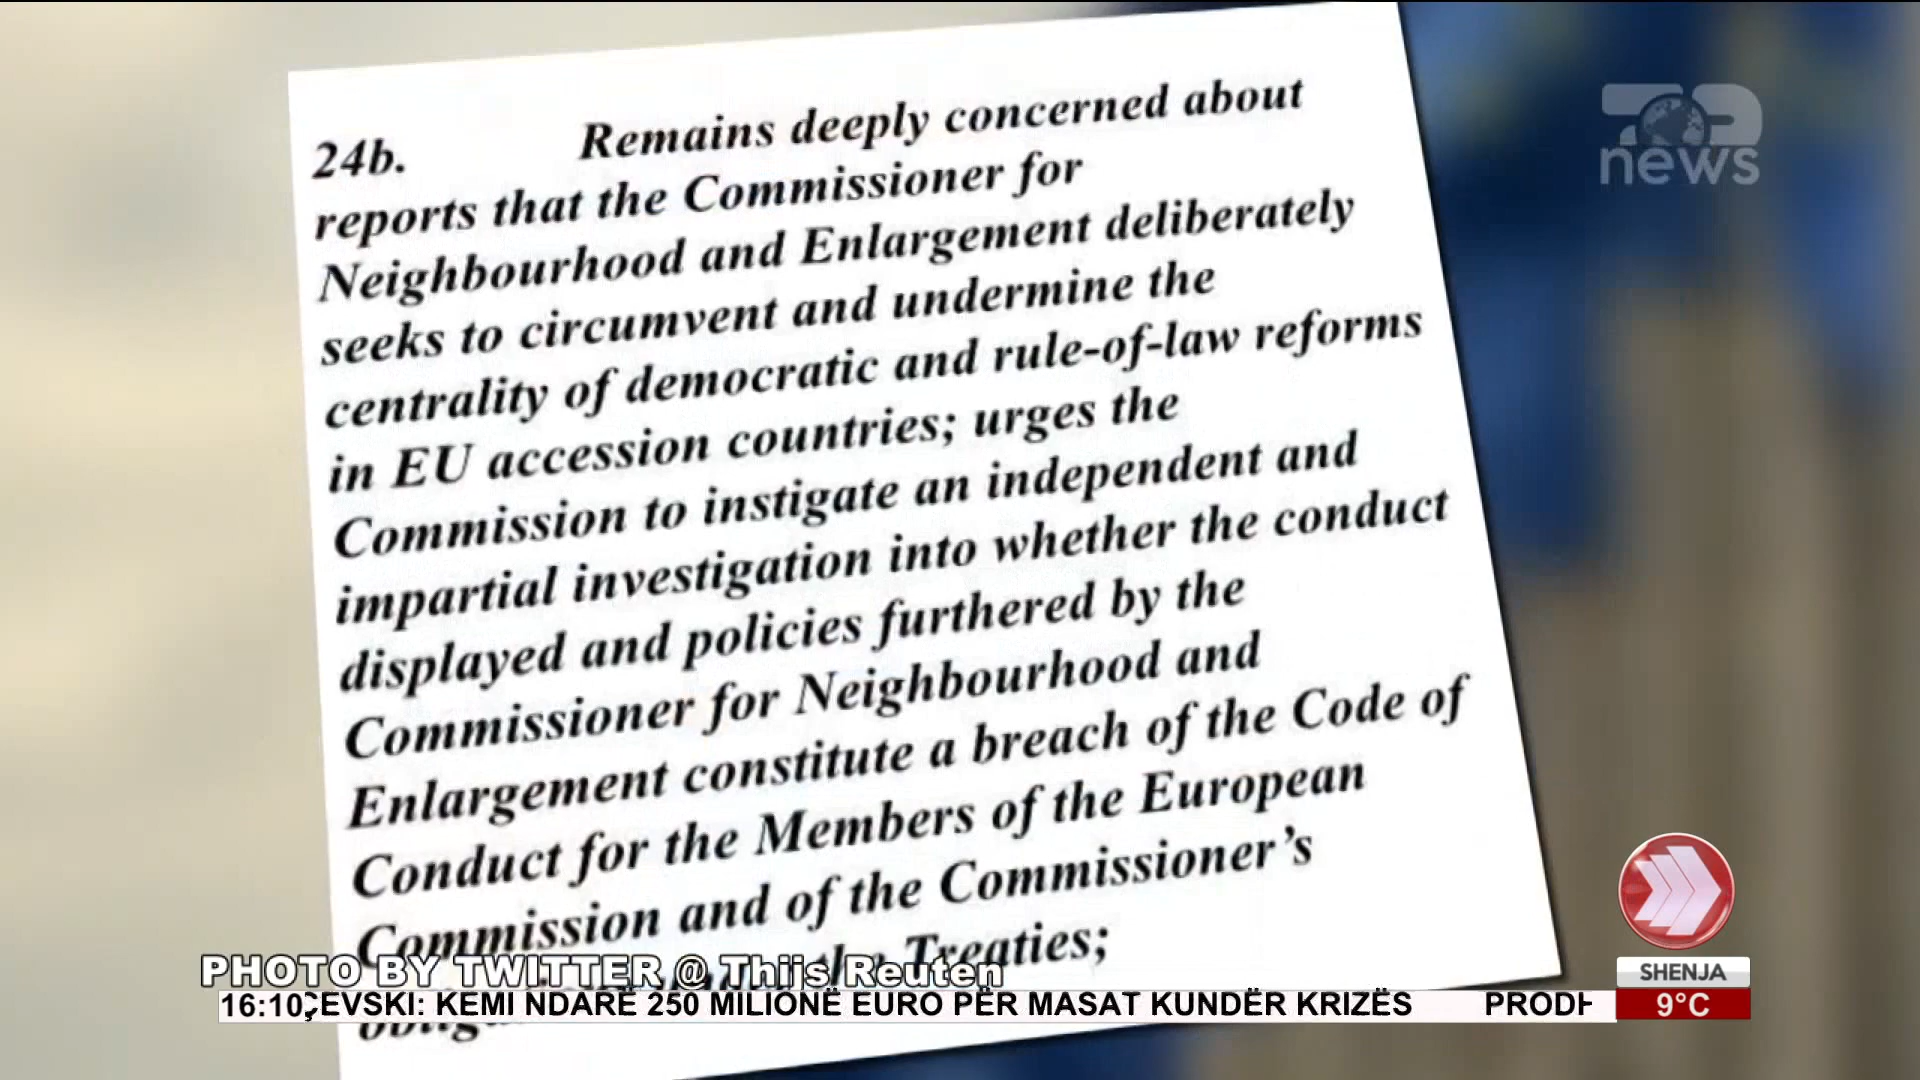 24b. Remains deeply concerned about
reports that the Commissioner for
Neighbourhood and Enlargement deliberately
seeks to circumvent and undermine the
centrality of democratic and rule-of-law reforms
in EU accession countries; urges the
Commission to instigate an independent and
impartial investigation into whether the conduct
displayed and policies furthered by the
Commissioner for Neighbourhood and
Enlargement constitute a breach of the Code of
Conduct for the Members of the European
Commission and of the Commissioner's
the Treaties;
news
PHOTO BY TWITTER @ Thijs Reuten
16:10 ÇEVSKI: KEMI NDARË 250 MILIONË EURO PËR MASAT KUNDËR KRIZËS PRODH
SHENJA
9°C